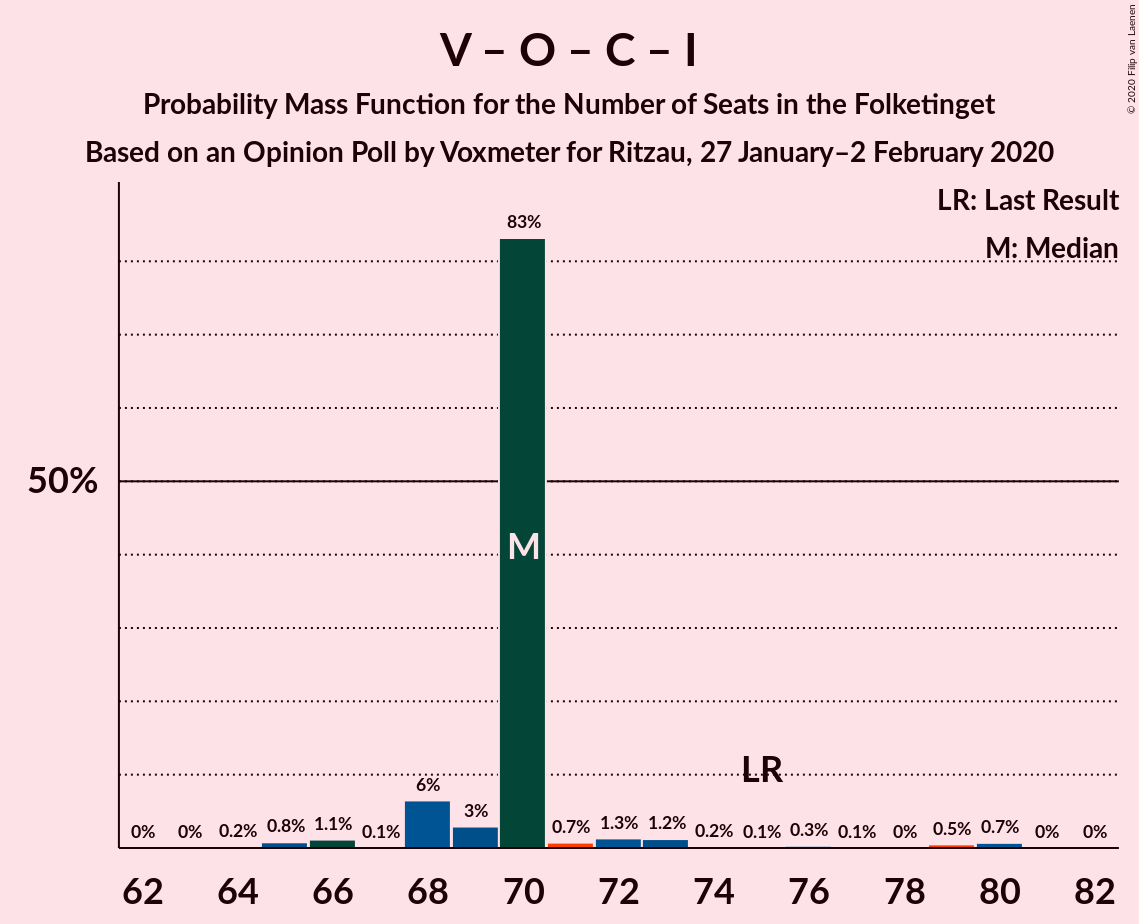 V – O – C – I
Probability Mass Function for the Number of Seats in the Folketinget
Based on an Opinion Poll by Voxmeter for Ritzau, 27 January–2 February 2020
© 2020 Filip van Laenen
LR: Last Result
M: Median
50%
0% 0% 0.2% 0.8% 1.1% 0.1% 6% 3% 83% 0.7% 1.3% 1.2% 0.2% 0.1% 0.3% 0.1% 0% 0.5% 0.7% 0% 0%
M
LR
62 64 66 68 70 72 74 76 78 80 82